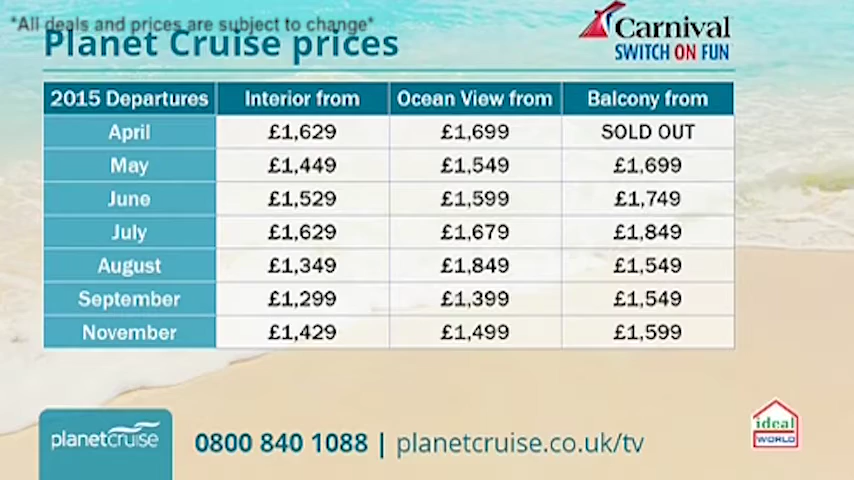 *All deals and prices are subject to change*
Planet Cruise prices
Carnival
SWITCH ON FUN
2015 Departures Interior from Ocean View from Balcony from
April £1,629 £1,699 SOLD OUT
May £1,449 £1,549 £1,699
June £1,529 £1,599 £1,749
July £1,629 £1,679 £1,849
August £1,349 £1,849 £1,549
September £1,299 £1,399 £1,549
November £1,429 £1,499 £1,599
planetcruise
0800 840 1088 | planetcruise.co.uk/tv
ideal
WORLD